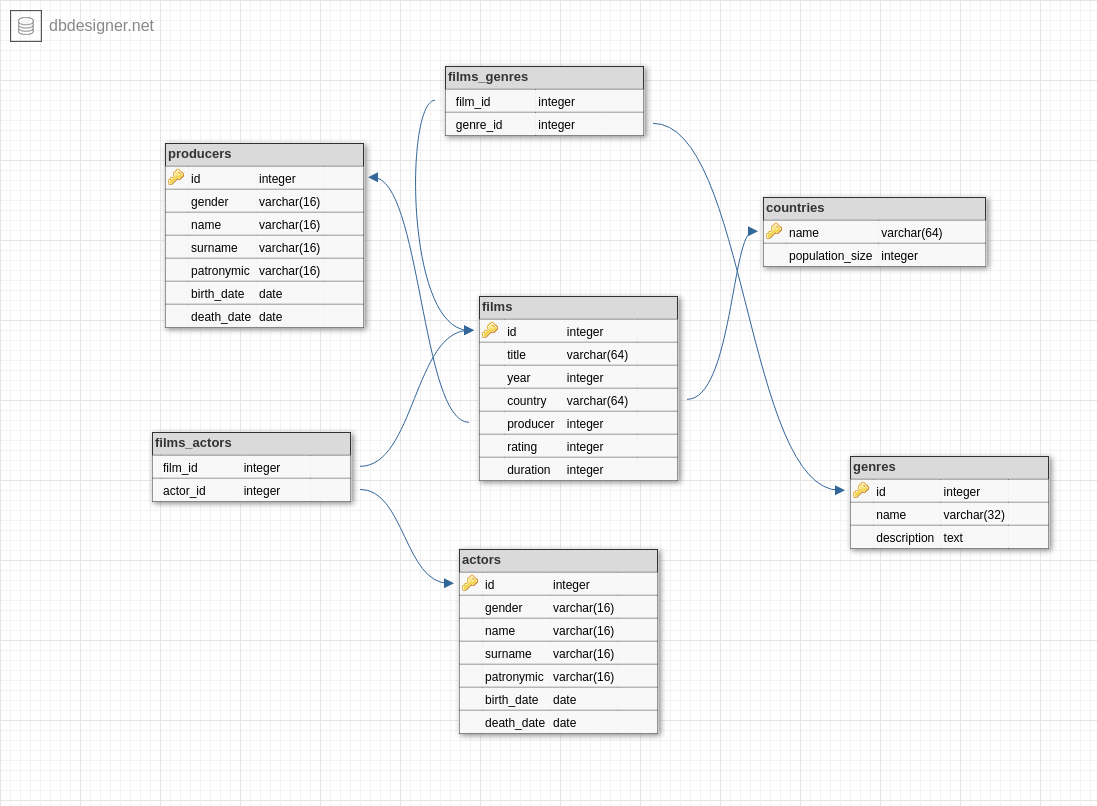 dbdesigner.net
films_genres
film_id integer
genre_id integer
producers
id integer
gender varchar(16)
name varchar(16)
surname varchar(16)
patronymic varchar(16)
birth_date date
death_date date
countries
name varchar(64)
population_size integer
films
id integer
title varchar(64)
year integer
country varchar(64)
producer integer
rating integer
duration integer
films_actors
film_id integer
actor_id integer
genres
id integer
name varchar(32)
description text
actors
id integer
gender varchar(16)
name varchar(16)
surname varchar(16)
patronymic varchar(16)
birth_date date
death_date date